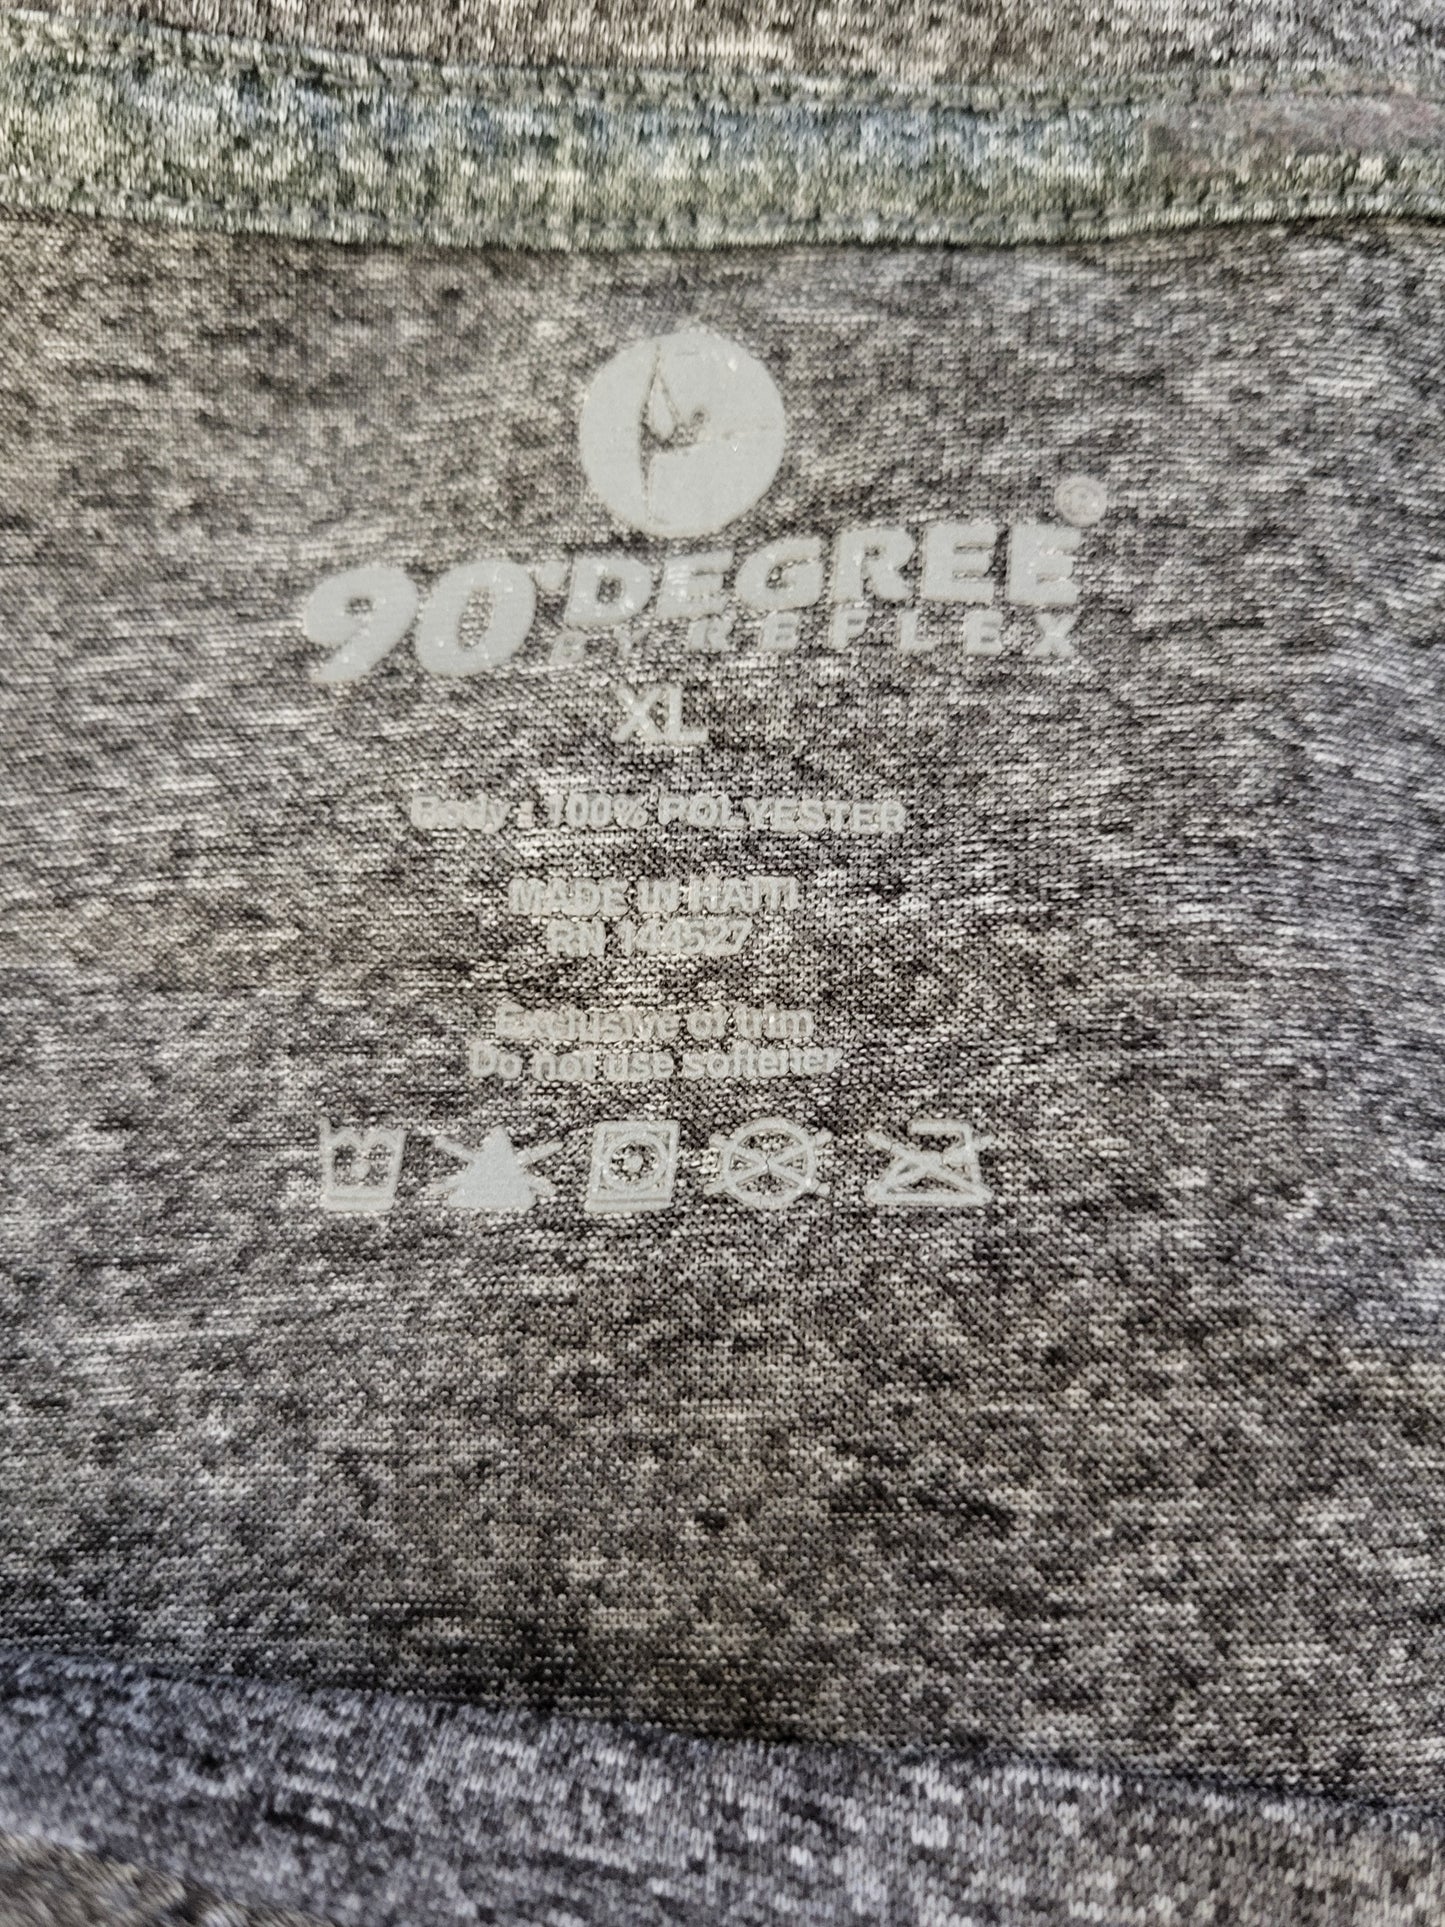 90° DEGREE®
BY REFLEX
XL
Body : 100% POLYESTER
MADE IN HAITI
RN 144527
Exclusive of trim
Do not use softener